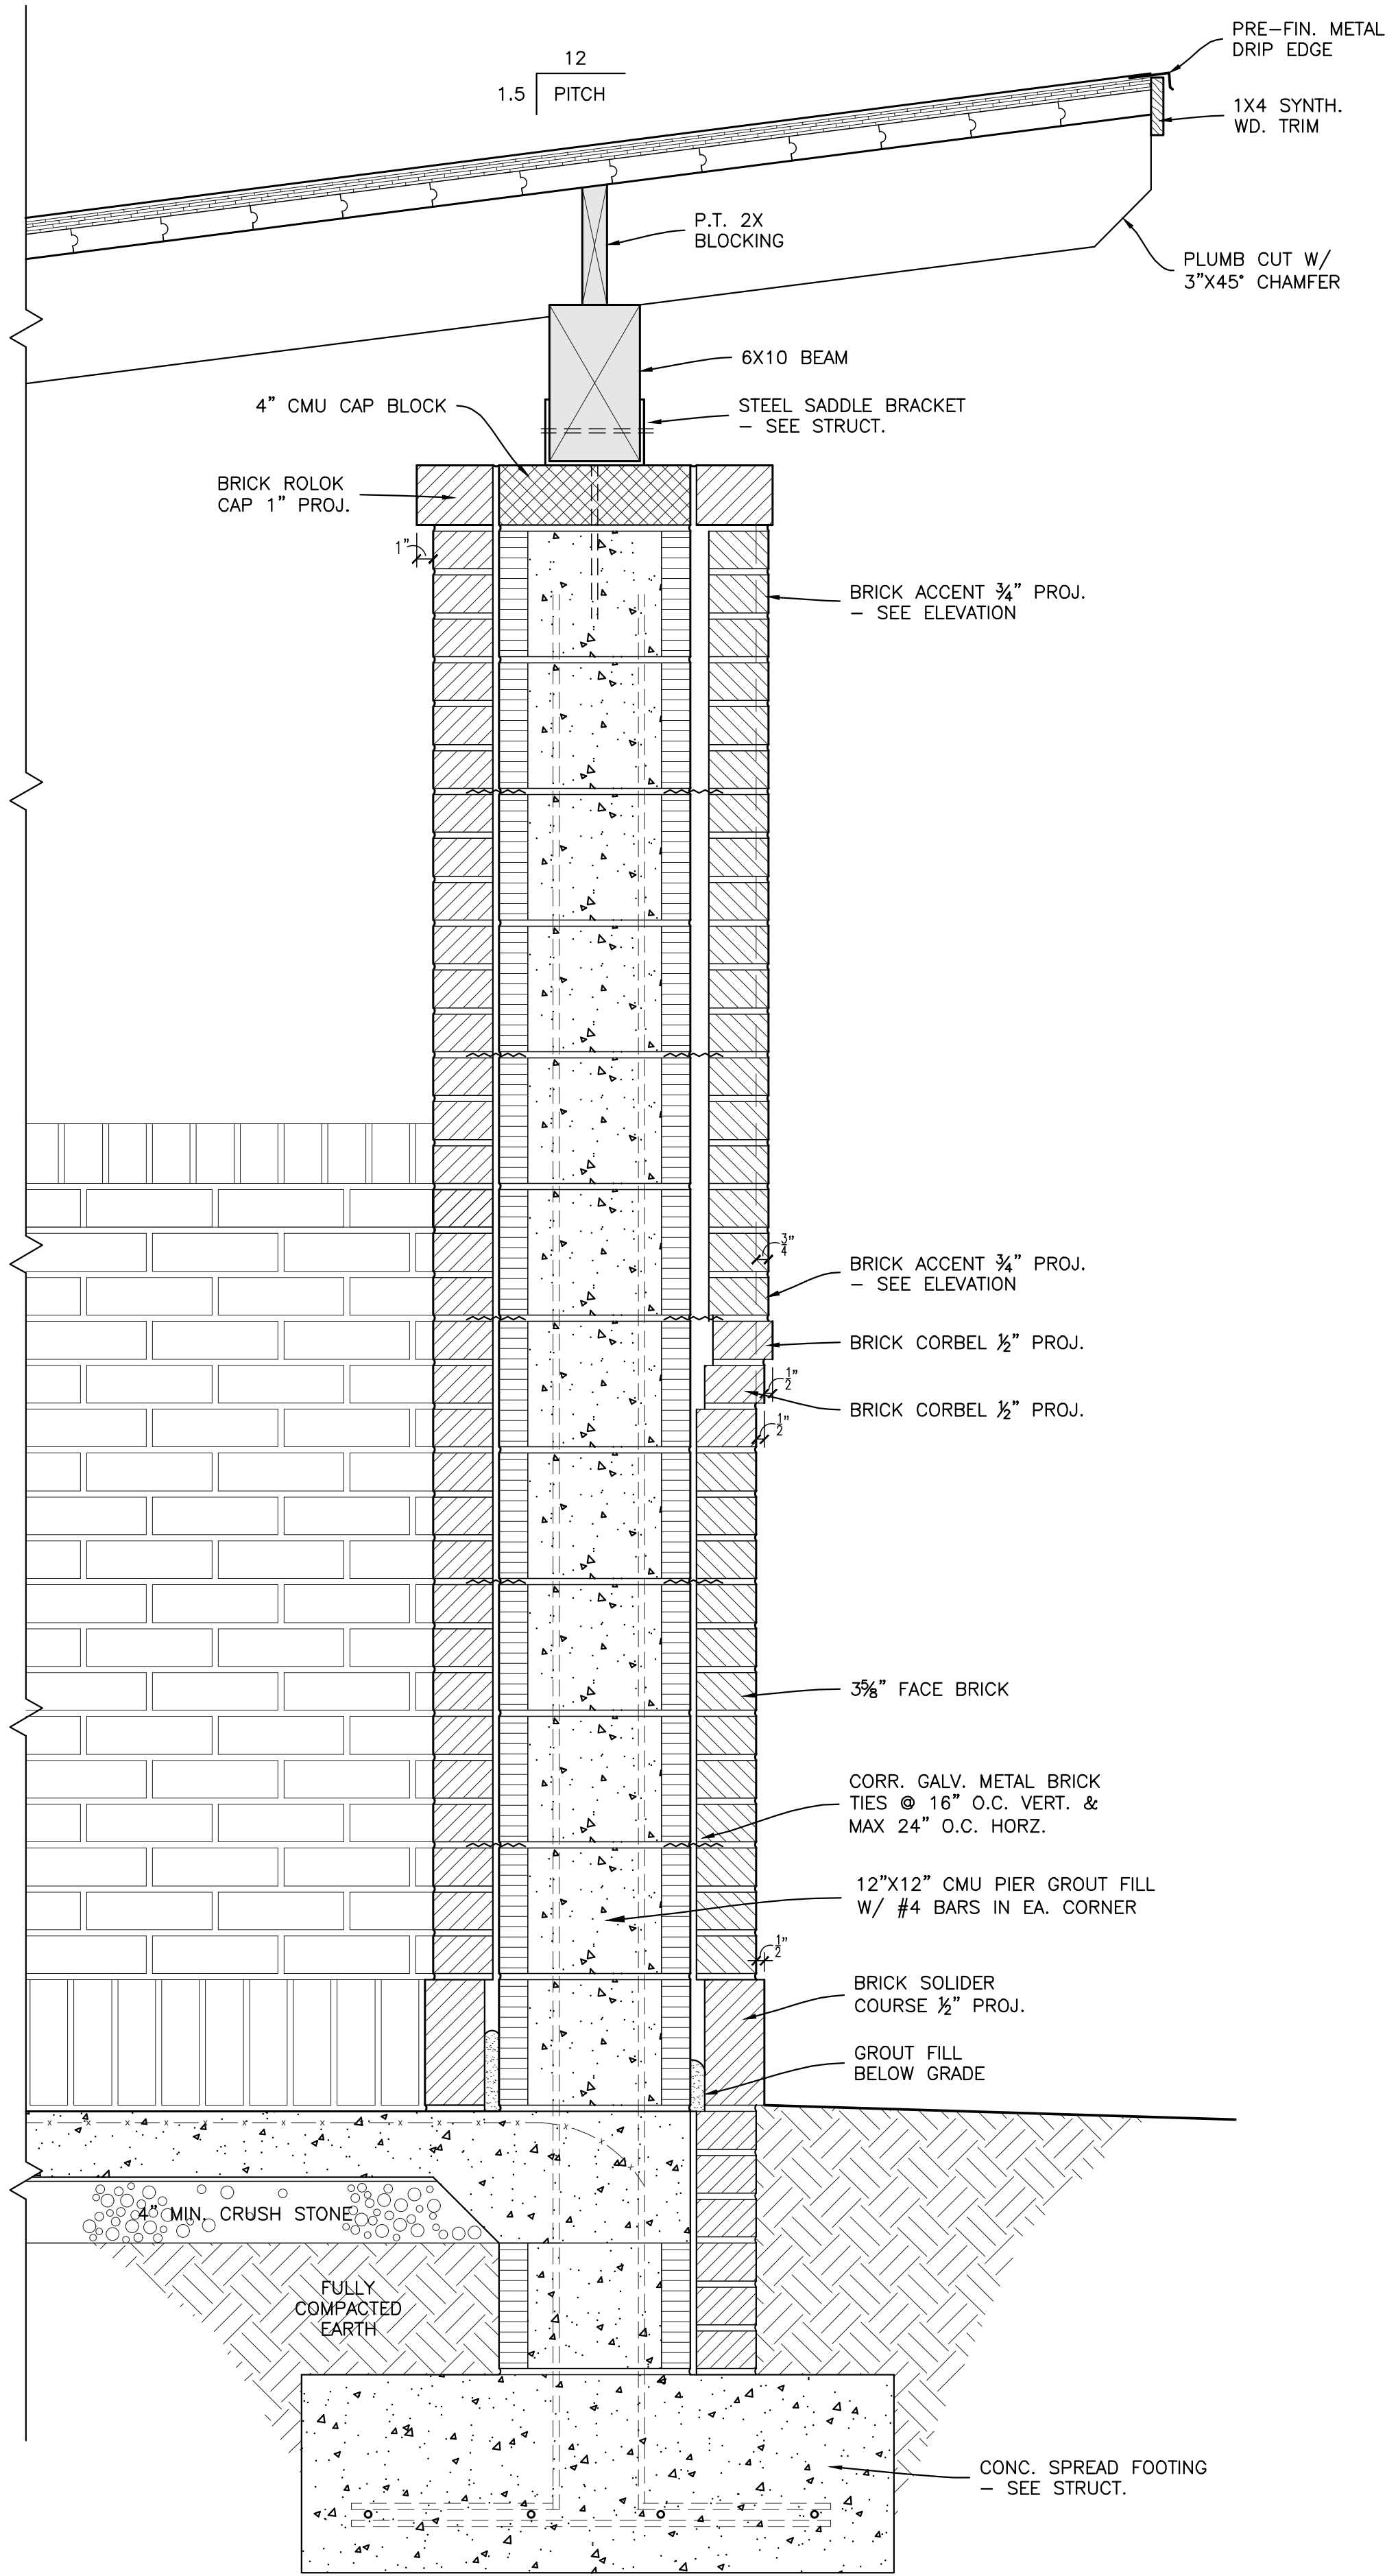 PRE-FIN. METAL
DRIP EDGE
12
1.5 PITCH
1X4 SYNTH.
WD. TRIM
P.T. 2X
BLOCKING
PLUMB CUT W/
3"X45° CHAMFER
6X10 BEAM
4" CMU CAP BLOCK
STEEL SADDLE BRACKET
- SEE STRUCT.
BRICK ROLOK
CAP 1" PROJ.
1"
BRICK ACCENT ¾" PROJ.
- SEE ELEVATION
¾"
BRICK ACCENT ¾" PROJ.
- SEE ELEVATION
BRICK CORBEL ½" PROJ.
½"
BRICK CORBEL ½" PROJ.
½"
3⅝" FACE BRICK
CORR. GALV. METAL BRICK
TIES @ 16" O.C. VERT. &
MAX 24" O.C. HORZ.
12"X12" CMU PIER GROUT FILL
W/ #4 BARS IN EA. CORNER
½"
BRICK SOLIDER
COURSE ½" PROJ.
GROUT FILL
BELOW GRADE
4" MIN. CRUSH STONE
FULLY
COMPACTED
EARTH
CONC. SPREAD FOOTING
- SEE STRUCT.